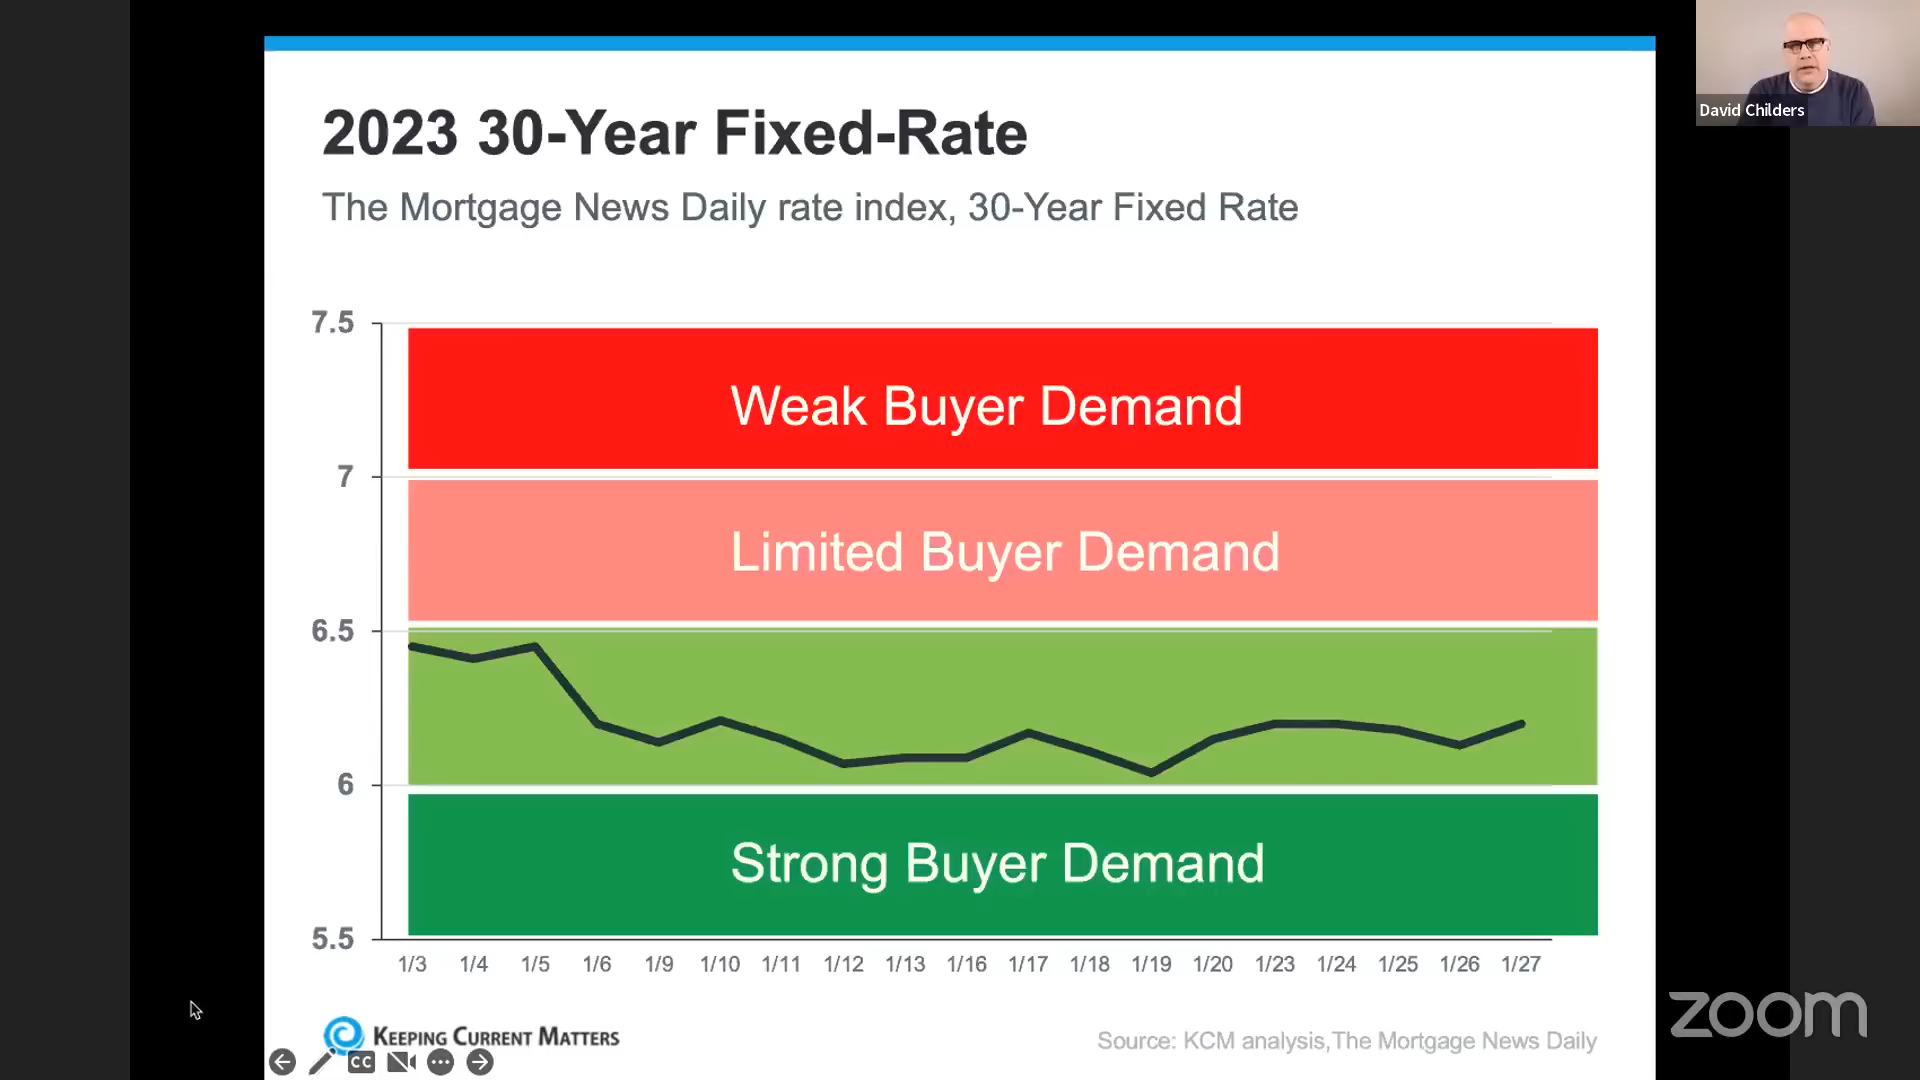 David Childers
2023 30-Year Fixed-Rate
The Mortgage News Daily rate index, 30-Year Fixed Rate
7.5
Weak Buyer Demand
7
Limited Buyer Demand
6.5
6
Strong Buyer Demand
5.5
1/3 1/4 1/5 1/6 1/9 1/10 1/11 1/12 1/13 1/16 1/17 1/18 1/19 1/20 1/23 1/24 1/25 1/26 1/27
KEEPING CURRENT MATTERS
Source: KCM analysis,The Mortgage News Daily
CC
zoom